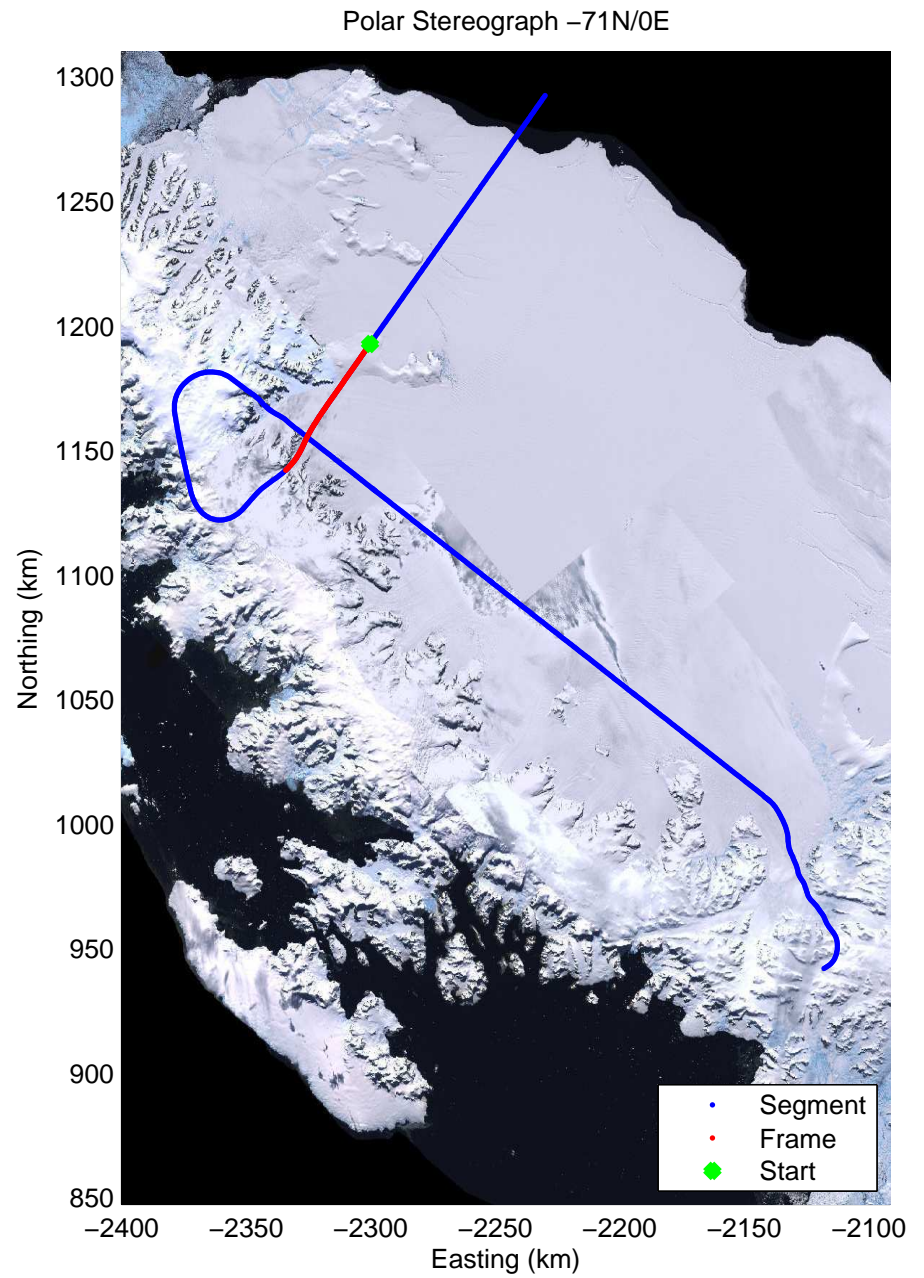 Polar Stereograph −71N/0E
1300
1250
1200
1150
1100
1050
1000
950
900
850
Northing (km)
−2400 −2350 −2300 −2250 −2200 −2150 −2100
Easting (km)
Segment
Frame
Start